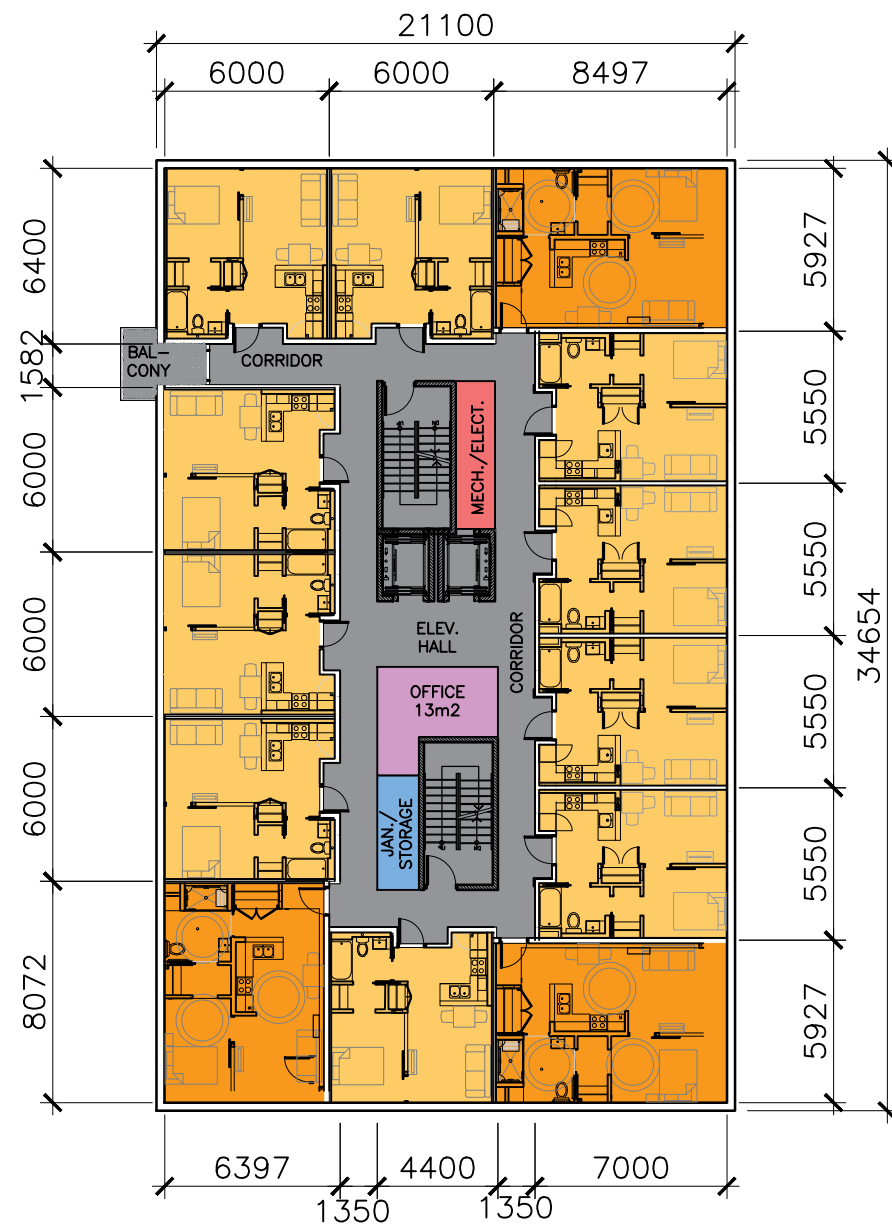 21100
6000
6000
8497
6400
1582
6000
6000
6000
8072
5927
5550
5550
5550
5550
5927
34654
BAL-
CONY
CORRIDOR
MECH./ELECT.
ELEV.
HALL
CORRIDOR
OFFICE
13m2
JAN./
STORAGE
6397
4400
7000
1350
1350